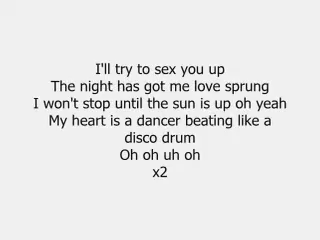 I'll try to sex you up
The night has got me love sprung
I won't stop until the sun is up oh yeah
My heart is a dancer beating like a
disco drum
Oh oh uh oh
x2